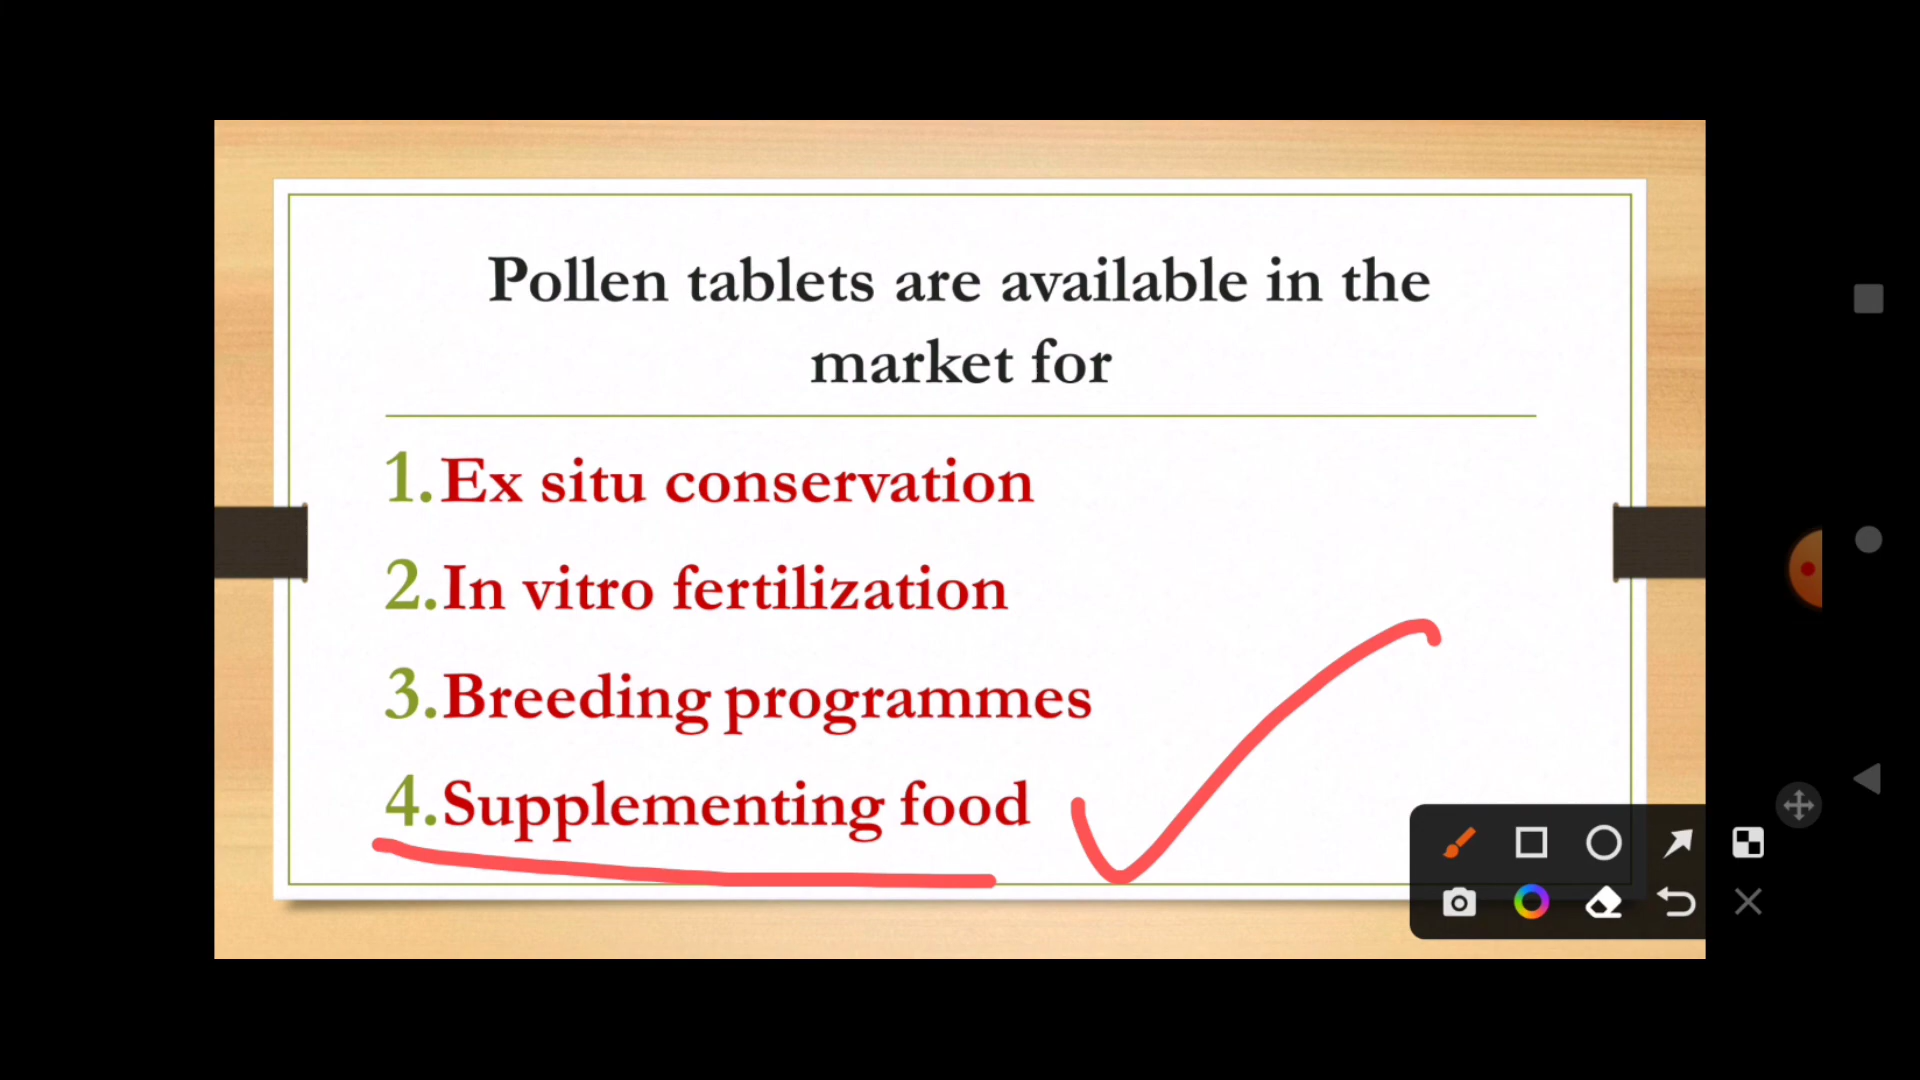 Pollen tablets are available in the
market for
1.Ex situ conservation
2.In vitro fertilization
3.Breeding programmes
4.Supplementing food